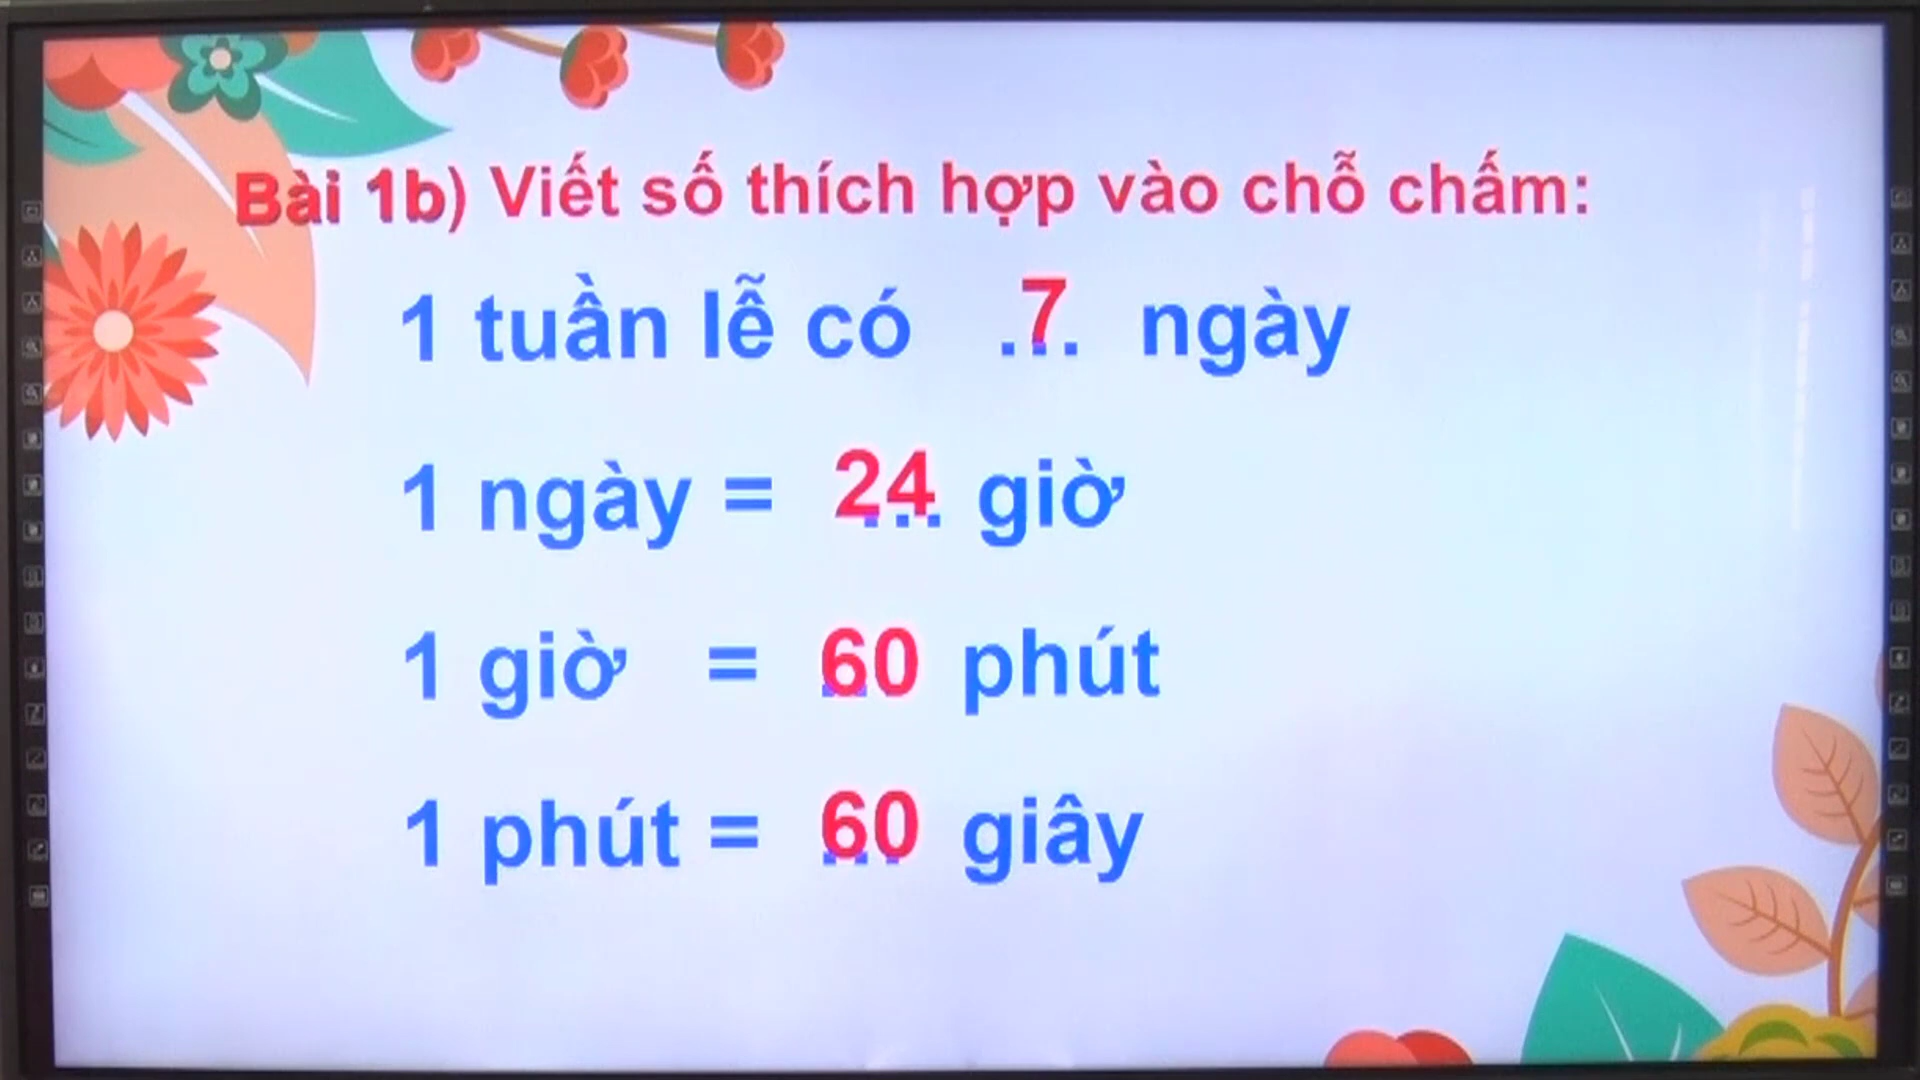 Bài 1b) Viết số thích hợp vào chỗ chấm:
1 tuần lễ có ...7 ngày
1 ngày = 24... giờ
1 giờ = 60 phút
1 phút = 60 giây